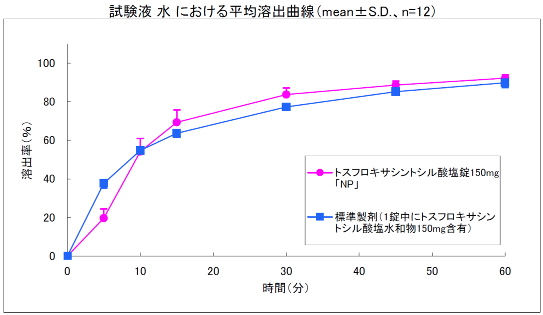 試験液 水 における平均溶出曲線（mean±S.D.、n=12）
100
80
60
40
20
0
溶出率（%）
0
10
20
30
40
50
60
時間（分）
トスフロキサシントシル酸塩錠150mg
「NP」
標準製剤（1錠中にトスフロキサシン
トシル酸塩水和物150mg含有）